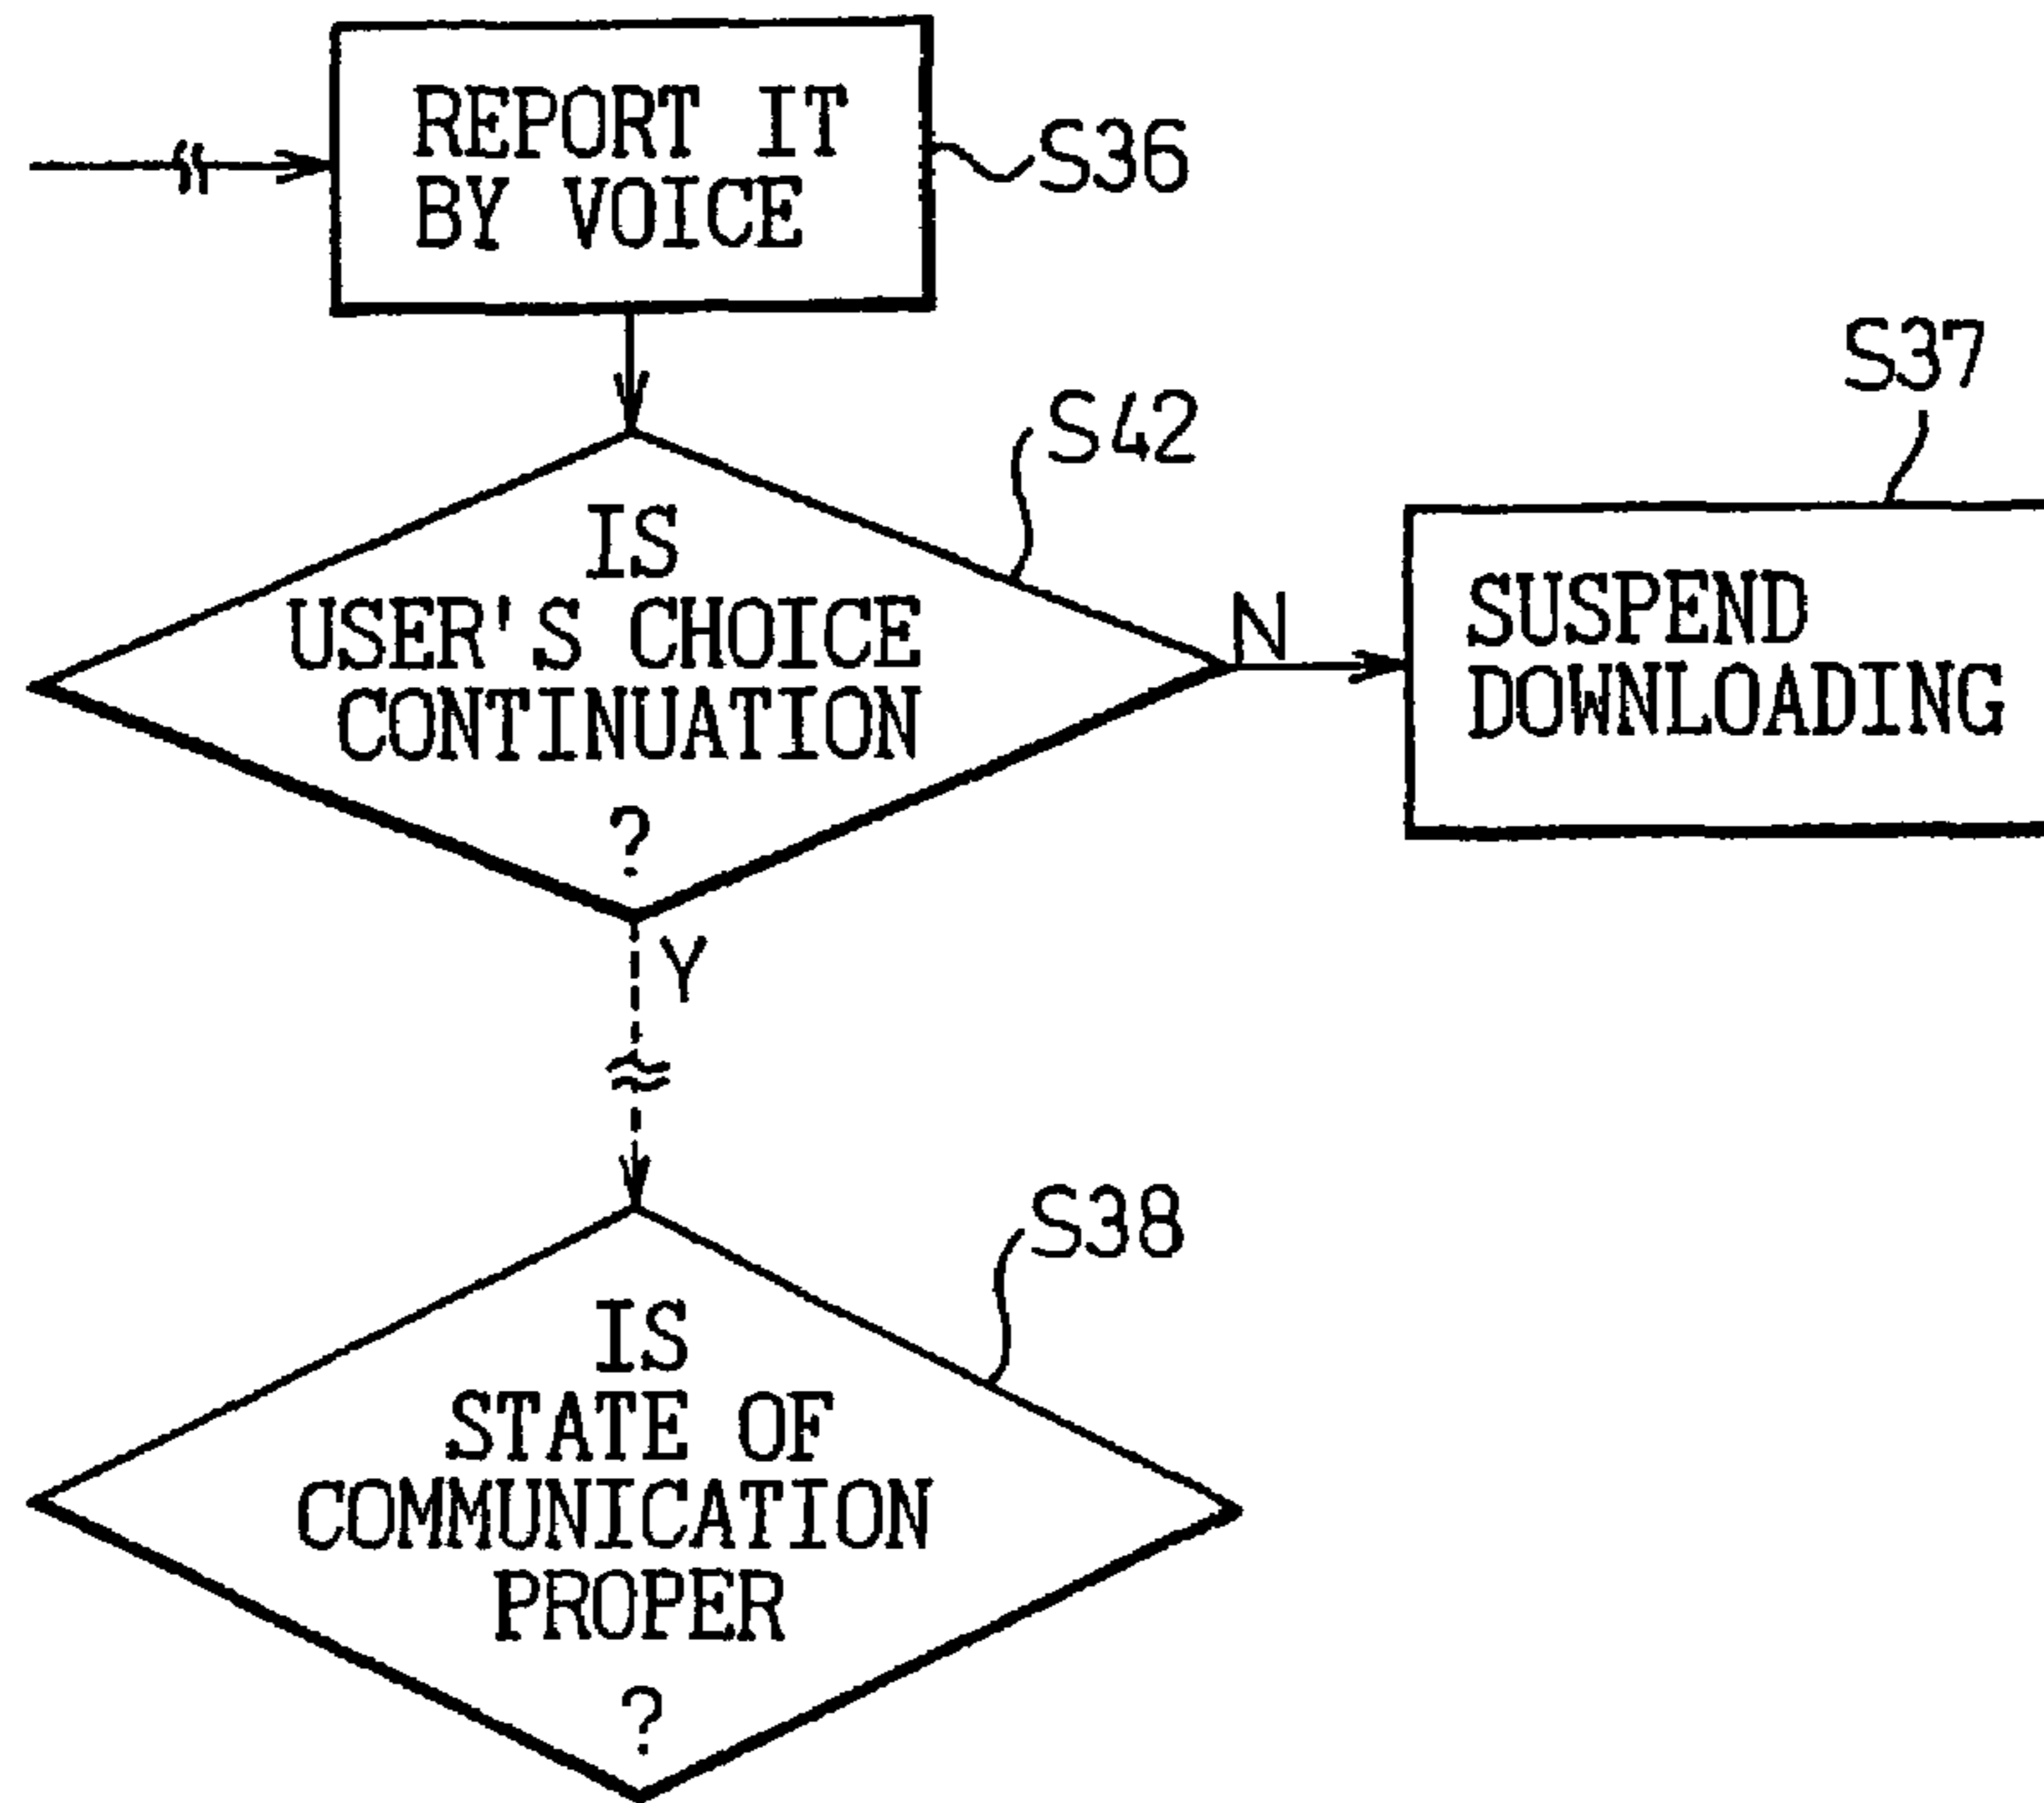 REPORT IT
BY VOICE
S36
S42
IS
USER'S CHOICE
CONTINUATION
?
N
S37
SUSPEND
DOWNLOADING
Y
S38
IS
STATE OF
COMMUNICATION
PROPER
?